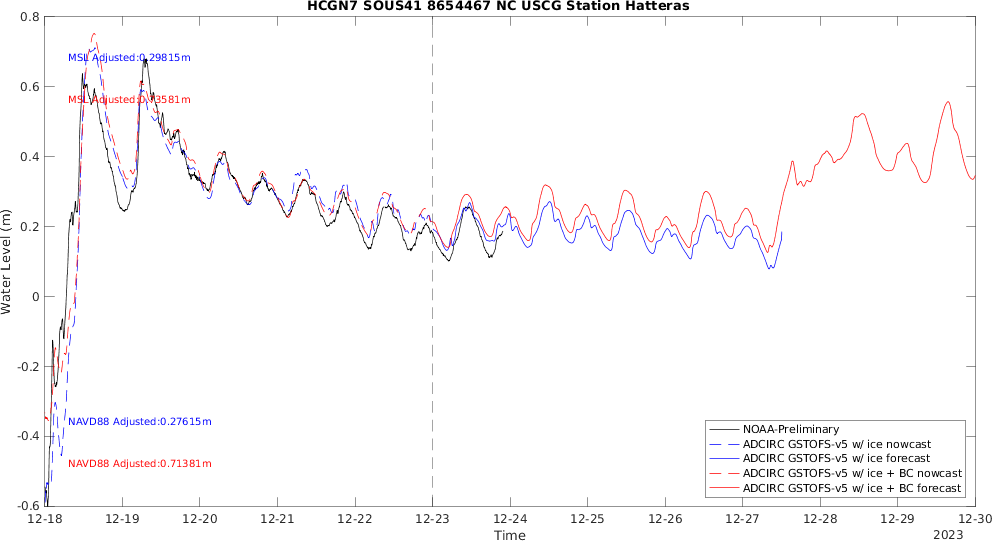 HCGN7 SOUS41 8654467 NC USCG Station Hatteras
0.8
0.6
0.4
0.2
0
-0.2
-0.4
-0.6
Water Level (m)
MSL Adjusted:0.29815m
MSL Adjusted:0.73581m
NAVD88 Adjusted:0.27615m
NAVD88 Adjusted:0.71381m
NOAA-Preliminary
ADCIRC GSTOFS-v5 w/ ice nowcast
ADCIRC GSTOFS-v5 w/ ice forecast
ADCIRC GSTOFS-v5 w/ ice + BC nowcast
ADCIRC GSTOFS-v5 w/ ice + BC forecast
12-18 12-19 12-20 12-21 12-22 12-23 12-24 12-25 12-26 12-27 12-28 12-29 12-30
Time
2023